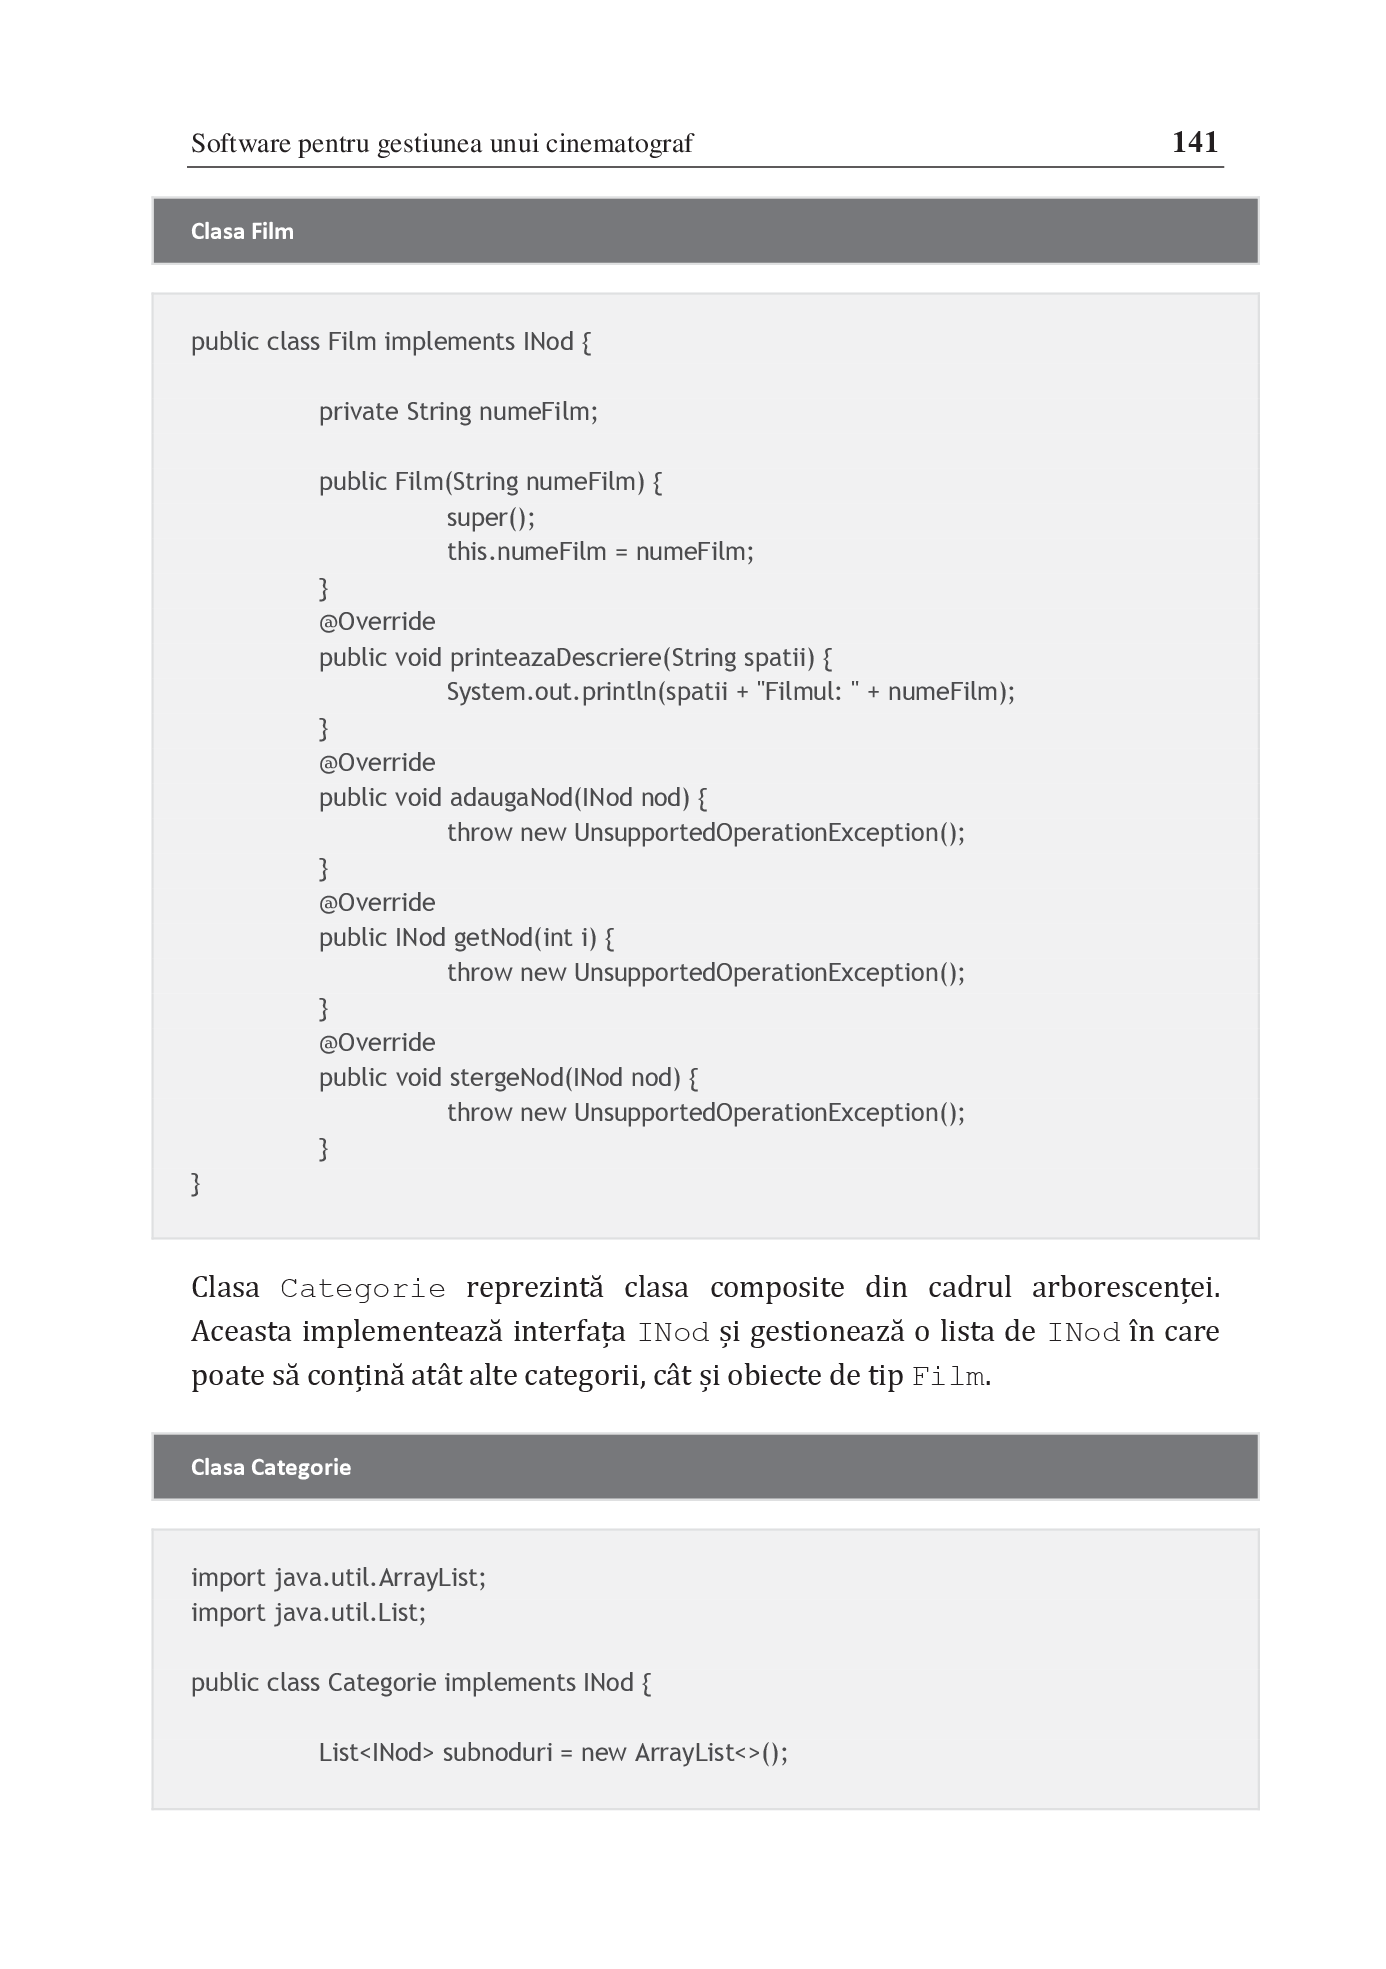 Software pentru gestiunea unui cinematograf 141
Clasa Film
public class Film implements INod {
private String numeFilm;
public Film(String numeFilm) {
super();
this.numeFilm = numeFilm;
}
@Override
public void printeazaDescriere(String spatii) {
System.out.println(spatii + "Filmul: " + numeFilm);
}
@Override
public void adaugaNod(INod nod) {
throw new UnsupportedOperationException();
}
@Override
public INod getNod(int i) {
throw new UnsupportedOperationException();
}
@Override
public void stergeNod(INod nod) {
throw new UnsupportedOperationException();
}
}
Clasa Categorie reprezintă clasa composite din cadrul arborescenței.
Aceasta implementează interfața INod și gestionează o lista de INod în care
poate să conțină atât alte categorii, cât și obiecte de tip Film.
Clasa Categorie
import java.util.ArrayList;
import java.util.List;
public class Categorie implements INod {
List<INod> subnoduri = new ArrayList<>();